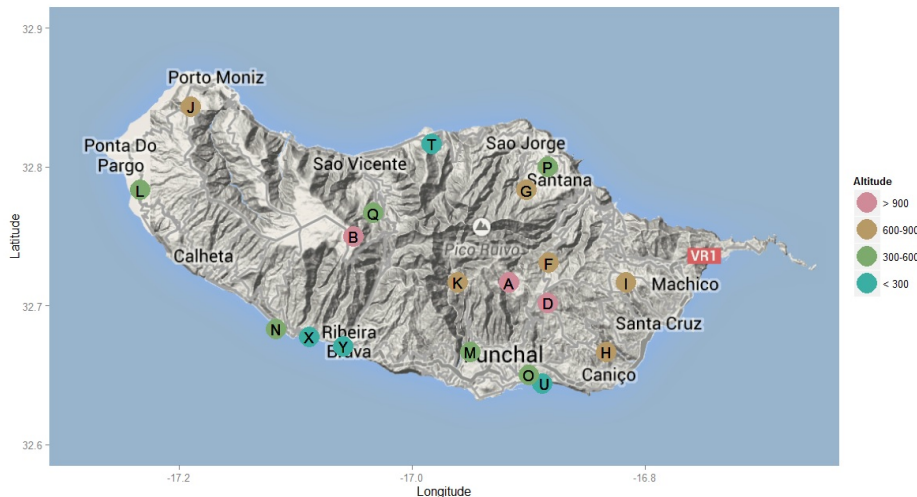 32.9
Porto Moniz
J
Ponta Do
Pargo
Sao Vicente
T
Sao Jorge
P
Santana
G
32.8
L
Q
B
Pico Ruivo
Calheta
F
VR1
K
A
I
Machico
D
32.7
N
X
Ribeira
Brava
Y
Santa Cruz
M
unchal
H
O
U
Caniço
32.6
-17.2
-17.0
-16.8
Longitude
Latitude
Altitude
> 900
600-900
300-600
< 300